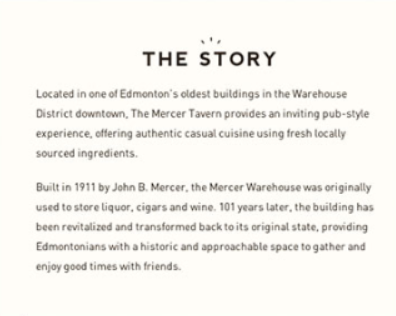 THE STORY
Located in one of Edmonton's oldest buildings in the Warehouse
District downtown, The Mercer Tavern provides an inviting pub-style
experience, offering authentic casual cuisine using fresh locally
sourced ingredients.
Built in 1911 by John B. Mercer, the Mercer Warehouse was originally
used to store liquor, cigars and wine. 101 years later, the building has
been revitalized and transformed back to its original state, providing
Edmontonians with a historic and approachable space to gather and
enjoy good times with friends.